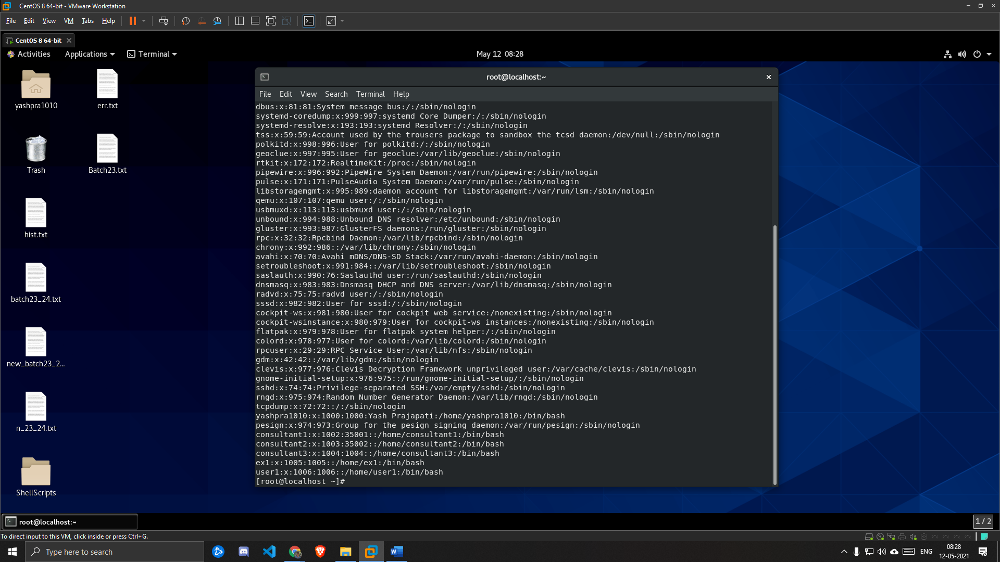 CentOS 8 64-bit - VMware Workstation
File Edit View VM Tabs Help
CentOS 8 64-bit
Activities Applications Terminal May 12 08:28
yashpra1010
err.txt
Trash
Batch23.txt
hist.txt
batch23_24.txt
new_batch23_2...
n_23_24.txt
ShellScripts
root@localhost:~
File Edit View Search Terminal Help
dbus:x:81:81:System message bus:/:/sbin/nologin
systemd-coredump:x:999:997:systemd Core Dumper:/:/sbin/nologin
systemd-resolve:x:193:193:systemd Resolver:/:/sbin/nologin
tss:x:59:59:Account used by the trousers package to sandbox the tcsd daemon:/dev/null:/sbin/nologin
polkitd:x:998:996:User for polkitd:/:/sbin/nologin
geoclue:x:997:995:User for geoclue:/var/lib/geoclue:/sbin/nologin
rtkit:x:172:172:RealtimeKit:/proc:/sbin/nologin
pipewire:x:996:992:PipeWire System Daemon:/var/run/pipewire:/sbin/nologin
pulse:x:171:171:PulseAudio System Daemon:/var/run/pulse:/sbin/nologin
libstoragemgmt:x:995:989:daemon account for libstoragemgmt:/var/run/lsm:/sbin/nologin
qemu:x:107:107:qemu user:/:/sbin/nologin
usbmuxd:x:113:113:usbmuxd user:/:/sbin/nologin
unbound:x:994:988:Unbound DNS resolver:/etc/unbound:/sbin/nologin
gluster:x:993:987:GlusterFS daemons:/run/gluster:/sbin/nologin
rpc:x:32:32:Rpcbind Daemon:/var/lib/rpcbind:/sbin/nologin
chrony:x:992:986::/var/lib/chrony:/sbin/nologin
avahi:x:70:70:Avahi mDNS/DNS-SD Stack:/var/run/avahi-daemon:/sbin/nologin
setroubleshoot:x:991:984::/var/lib/setroubleshoot:/sbin/nologin
saslauth:x:990:76:Saslauthd user:/run/saslauthd:/sbin/nologin
dnsmasq:x:983:983:Dnsmasq DHCP and DNS server:/var/lib/dnsmasq:/sbin/nologin
radvd:x:75:75:radvd user:/:/sbin/nologin
sssd:x:982:982:User for sssd:/:/sbin/nologin
cockpit-ws:x:981:980:User for cockpit web service:/nonexisting:/sbin/nologin
cockpit-wsinstance:x:980:979:User for cockpit-ws instances:/nonexisting:/sbin/nologin
flatpak:x:979:978:User for flatpak system helper:/:/sbin/nologin
colord:x:978:977:User for colord:/var/lib/colord:/sbin/nologin
rpcuser:x:29:29:RPC Service User:/var/lib/nfs:/sbin/nologin
gdm:x:42:42::/var/lib/gdm:/sbin/nologin
clevis:x:977:976:Clevis Decryption Framework unprivileged user:/var/cache/clevis:/sbin/nologin
gnome-initial-setup:x:976:975::/run/gnome-initial-setup/:/sbin/nologin
sshd:x:74:74:Privilege-separated SSH:/var/empty/sshd:/sbin/nologin
rngd:x:975:974:Random Number Generator Daemon:/var/lib/rngd:/sbin/nologin
tcpdump:x:72:72::/:/sbin/nologin
yashpra1010:x:1000:1000:Yash Prajapati:/home/yashpra1010:/bin/bash
pesign:x:974:973:Group for the pesign signing daemon:/var/run/pesign:/sbin/nologin
consultant1:x:1002:35001::/home/consultant1:/bin/bash
consultant2:x:1003:35002::/home/consultant2:/bin/bash
consultant3:x:1004:1004::/home/consultant3:/bin/bash
ex1:x:1005:1005::/home/ex1:/bin/bash
user1:x:1006:1006::/home/user1:/bin/bash
[root@localhost ~]#
root@localhost:~
1 / 2
To direct input to this VM, click inside or press Ctrl+G.
Type here to search
ENG
08:28
12-05-2021